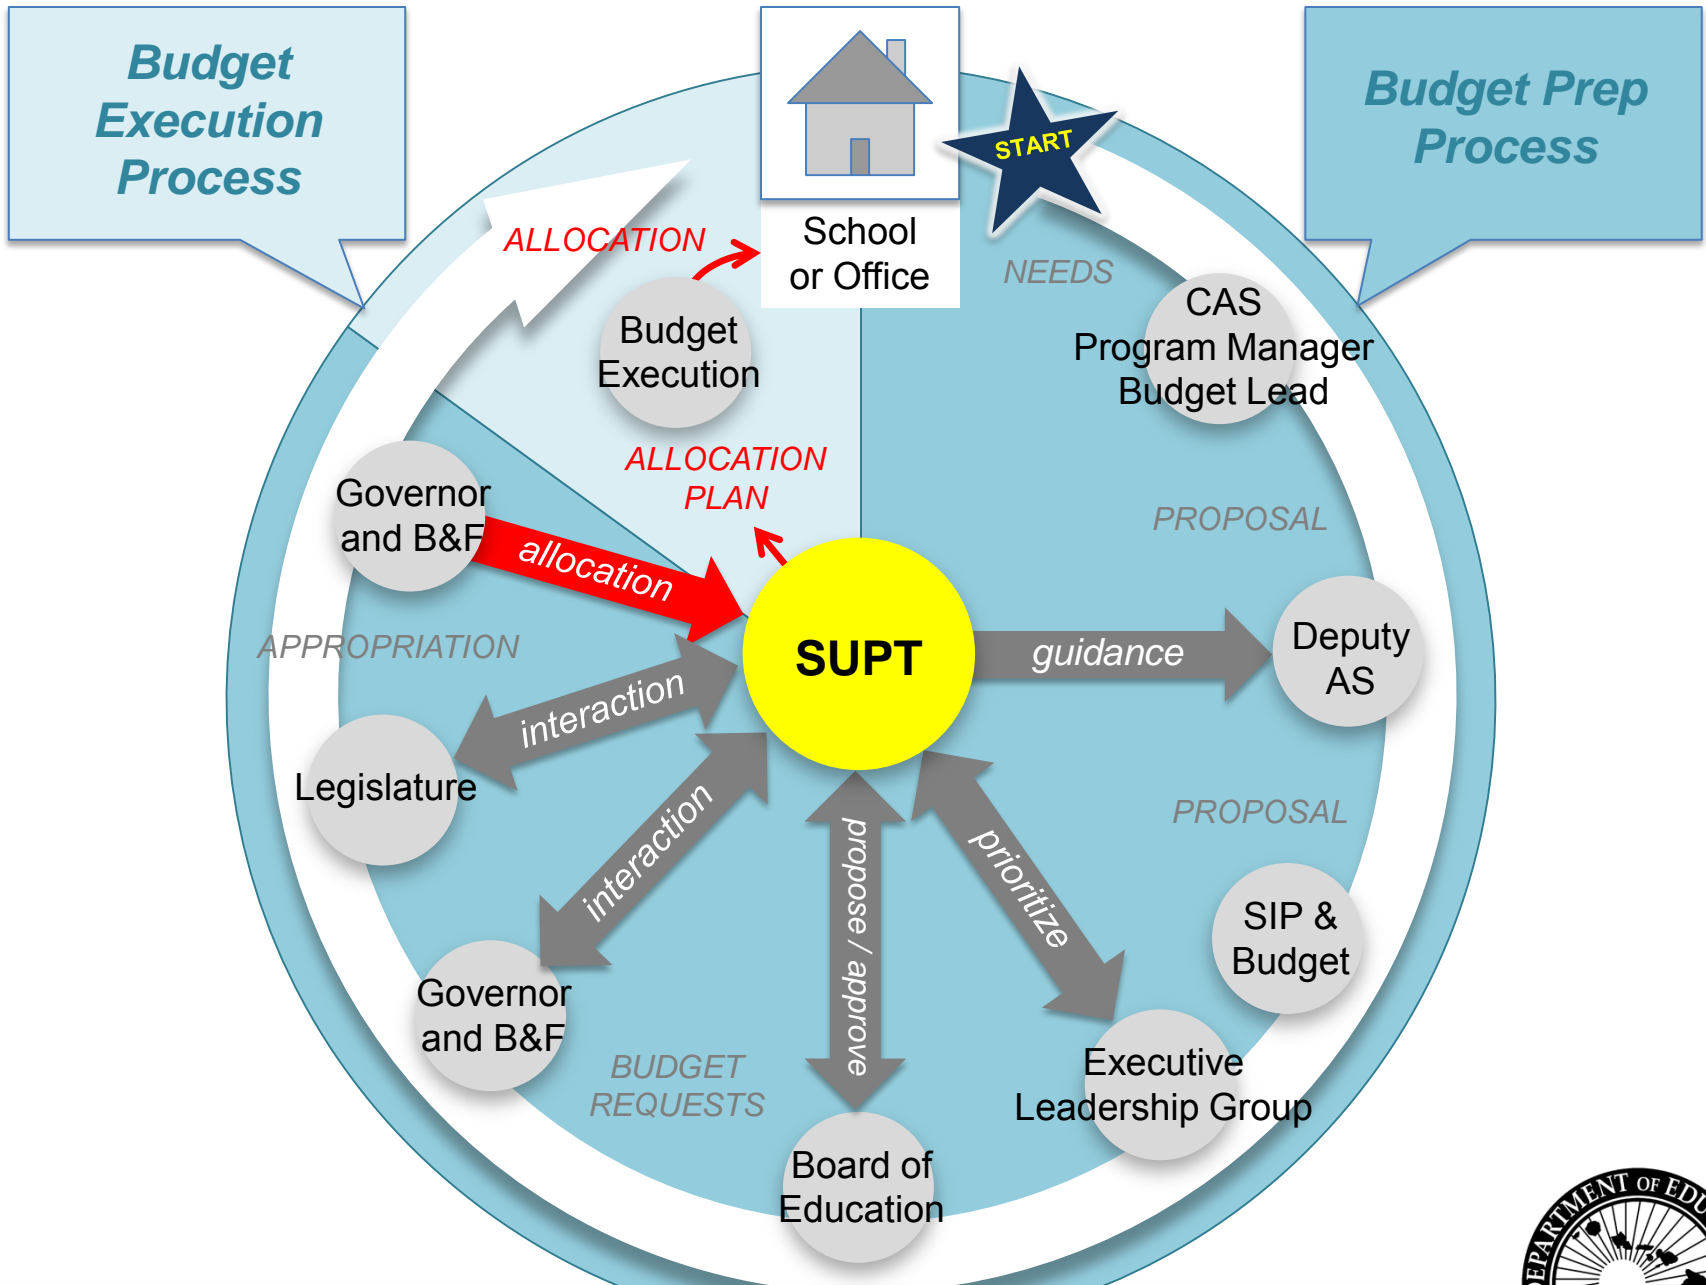 Budget
Execution
Process
Budget Prep
Process
START
School
or Office
ALLOCATION
Budget
Execution
ALLOCATION
PLAN
NEEDS
CAS
Program Manager
Budget Lead
PROPOSAL
Deputy
AS
guidance
SUPT
PROPOSAL
SIP &
Budget
prioritize
Executive
Leadership Group
propose / approve
Board of
Education
BUDGET
REQUESTS
interaction
Governor
and B&F
interaction
Legislature
APPROPRIATION
allocation
Governor
and B&F